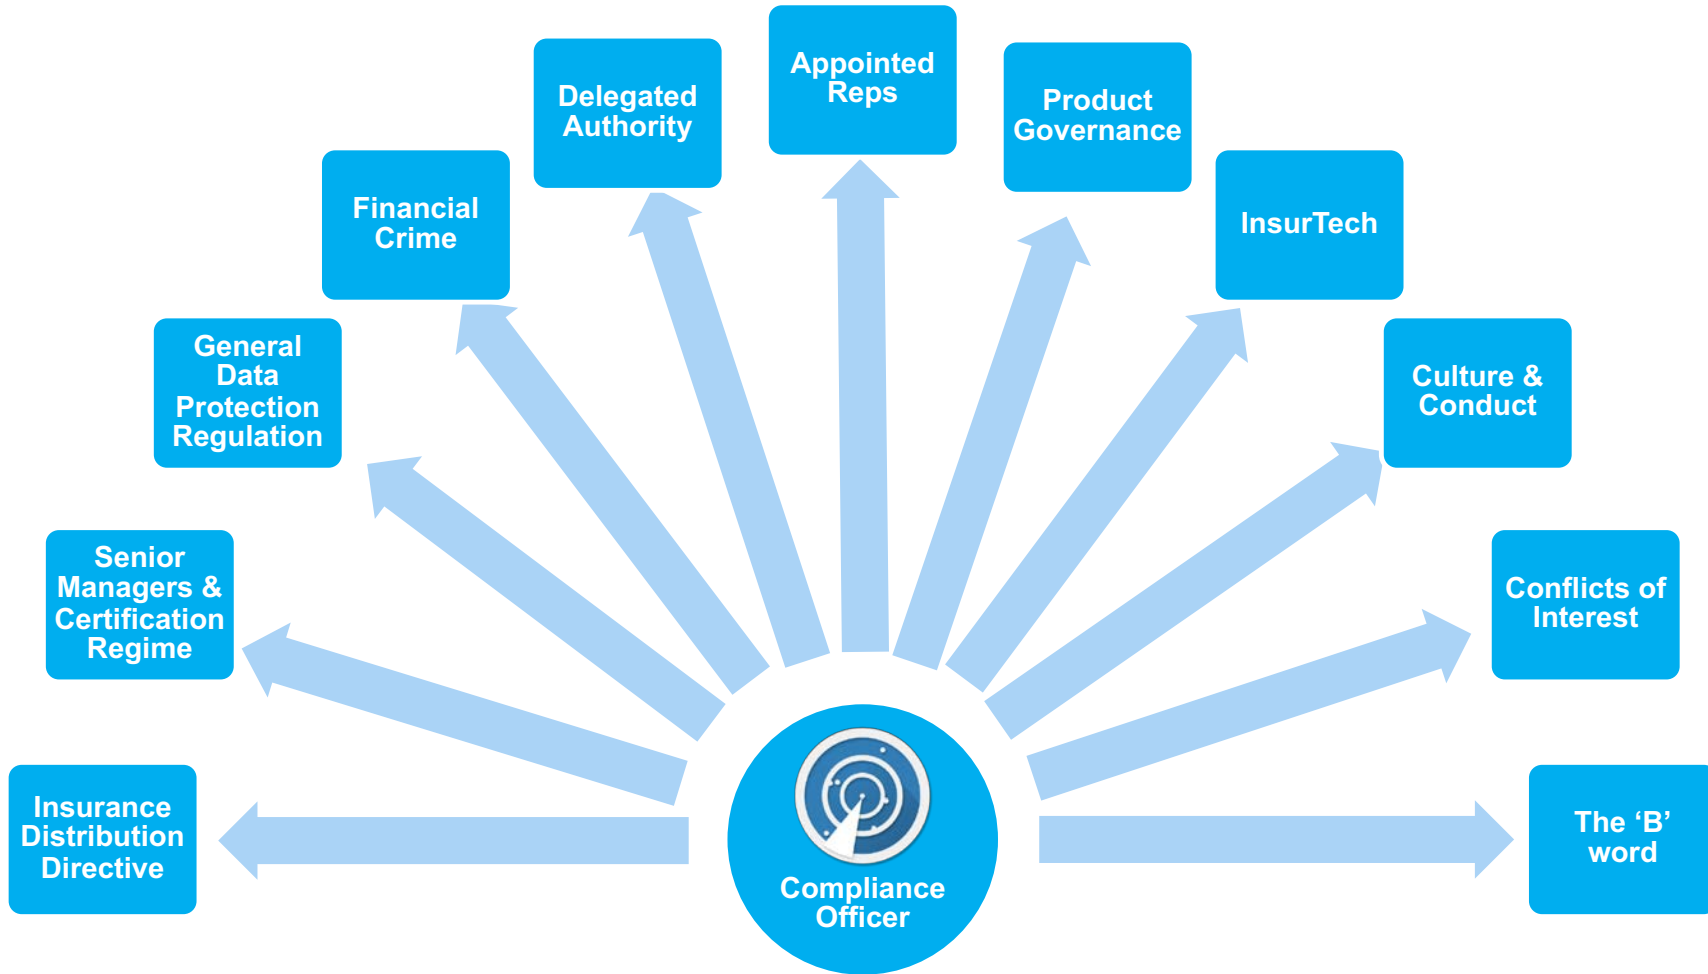 Appointed
Reps
Delegated
Authority
Product
Governance
Financial
Crime
InsurTech
General
Data
Protection
Regulation
Culture &
Conduct
Senior
Managers &
Certification
Regime
Conflicts of
Interest
Insurance
Distribution
Directive
The ‘B’
word
Compliance
Officer